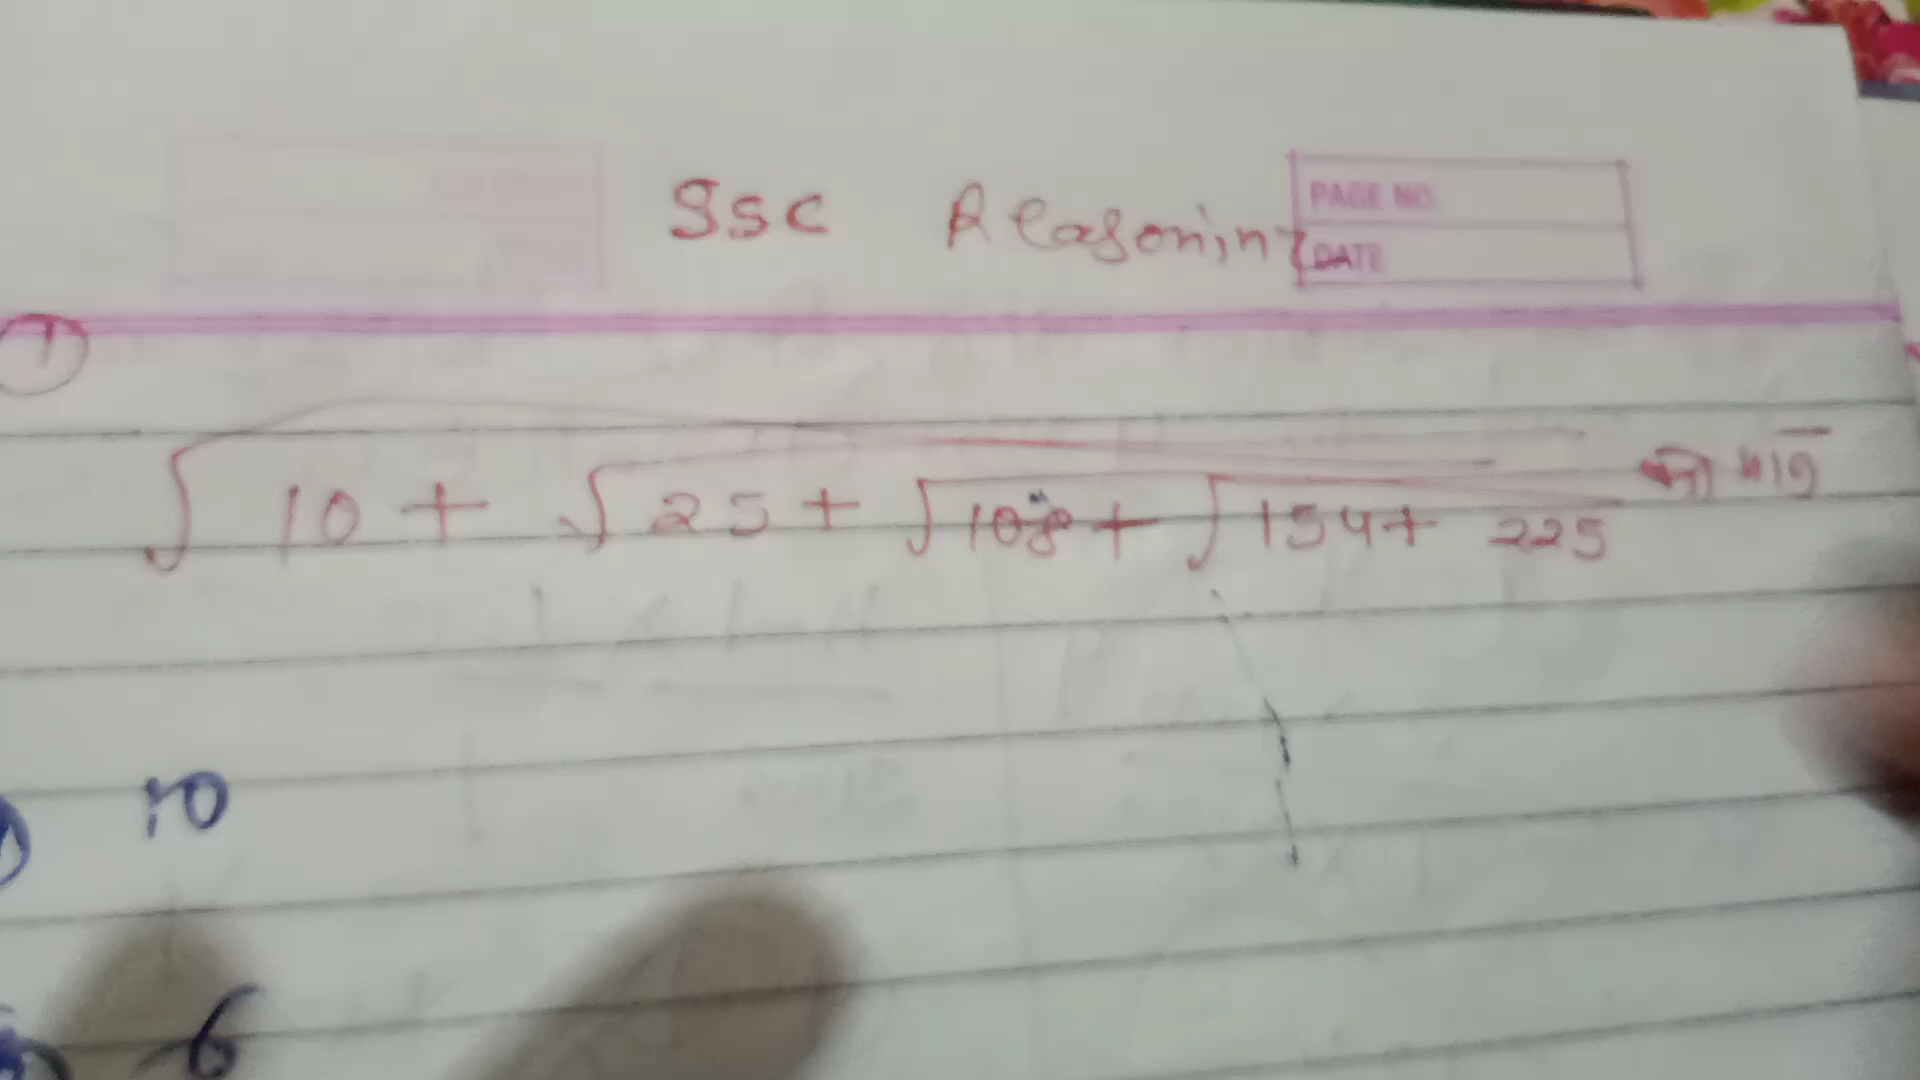 SSC Reasoning
PAGE NO.
DATE
1
√10 + √25 + √108 + √154 + 225 का मान
10
6